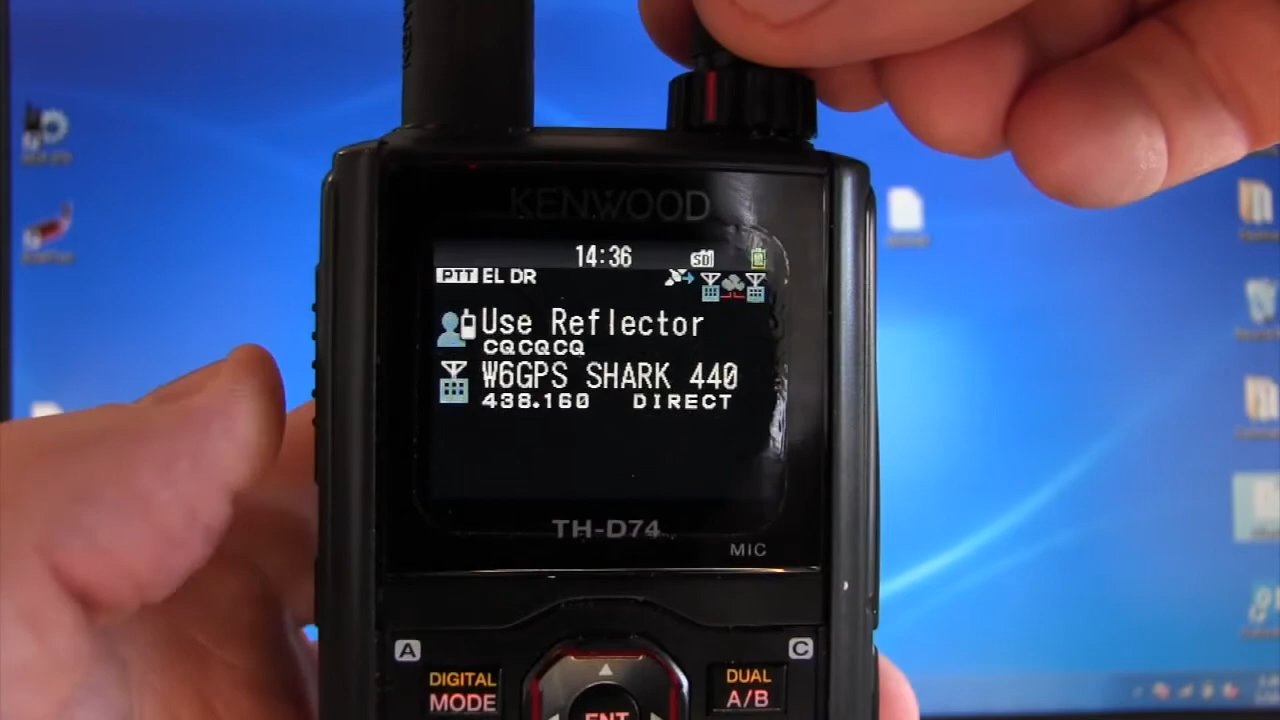 KENWOOD
14:36 SD
PTT EL DR
Use Reflector
CQCQCQ
W6GPS SHARK 440
438.160 DIRECT
TH-D74
MIC
A C
DIGITAL DUAL
MODE A/B
ENT